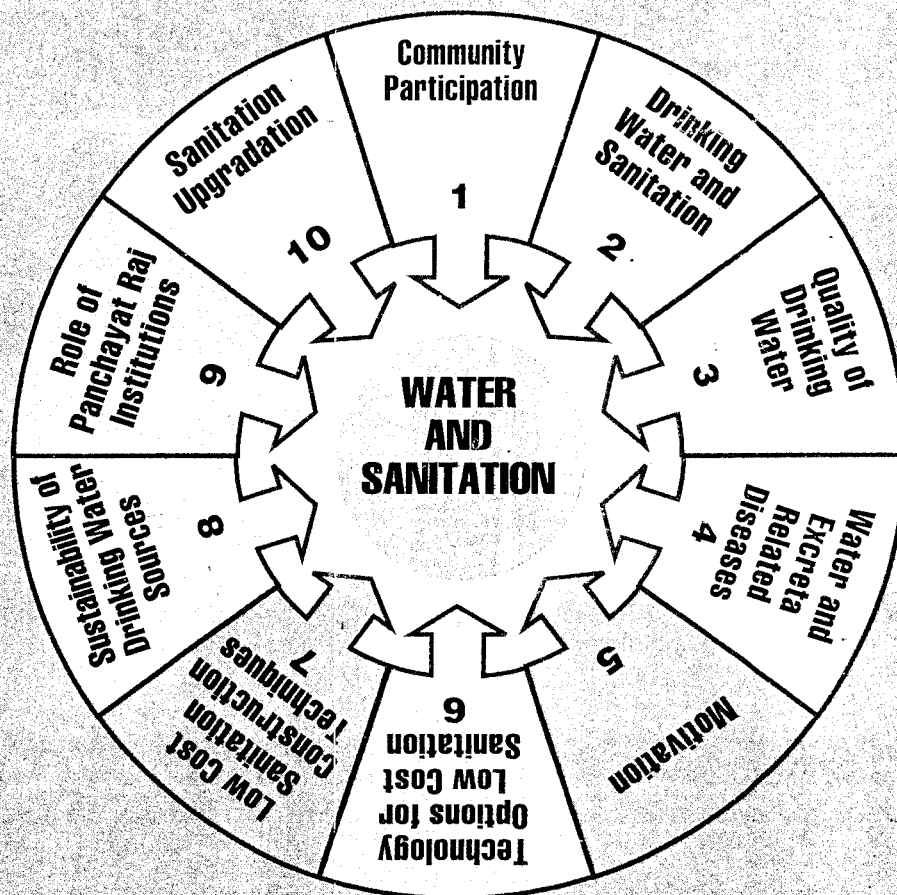 Community
Participation
1
Drinking
Water and
Sanitation
2
Quality of
Drinking
Water
3
Water and
Excreta
Related
Diseases
4
Motivation
5
Technology
Options for
Low Cost
Sanitation
6
Low Cost
Sanitation
Construction
Techniques
7
Sustainability of
Drinking Water
Sources
8
Role of
Panchayat Raj
Institutions
9
Sanitation
Upgradation
10
WATER
AND
SANITATION